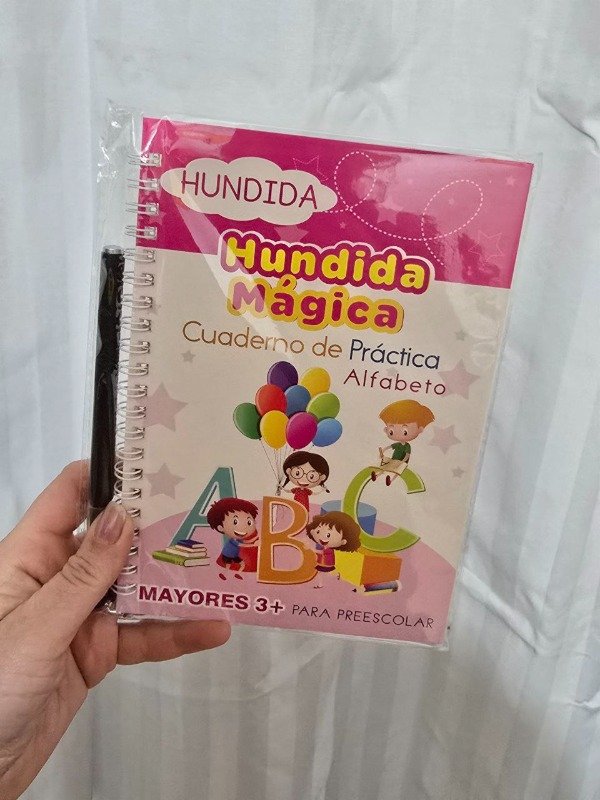 HUNDIDA
Hundida
Mágica
Cuaderno de Práctica
Alfabeto
A B C
MAYORES 3+ PARA PREESCOLAR